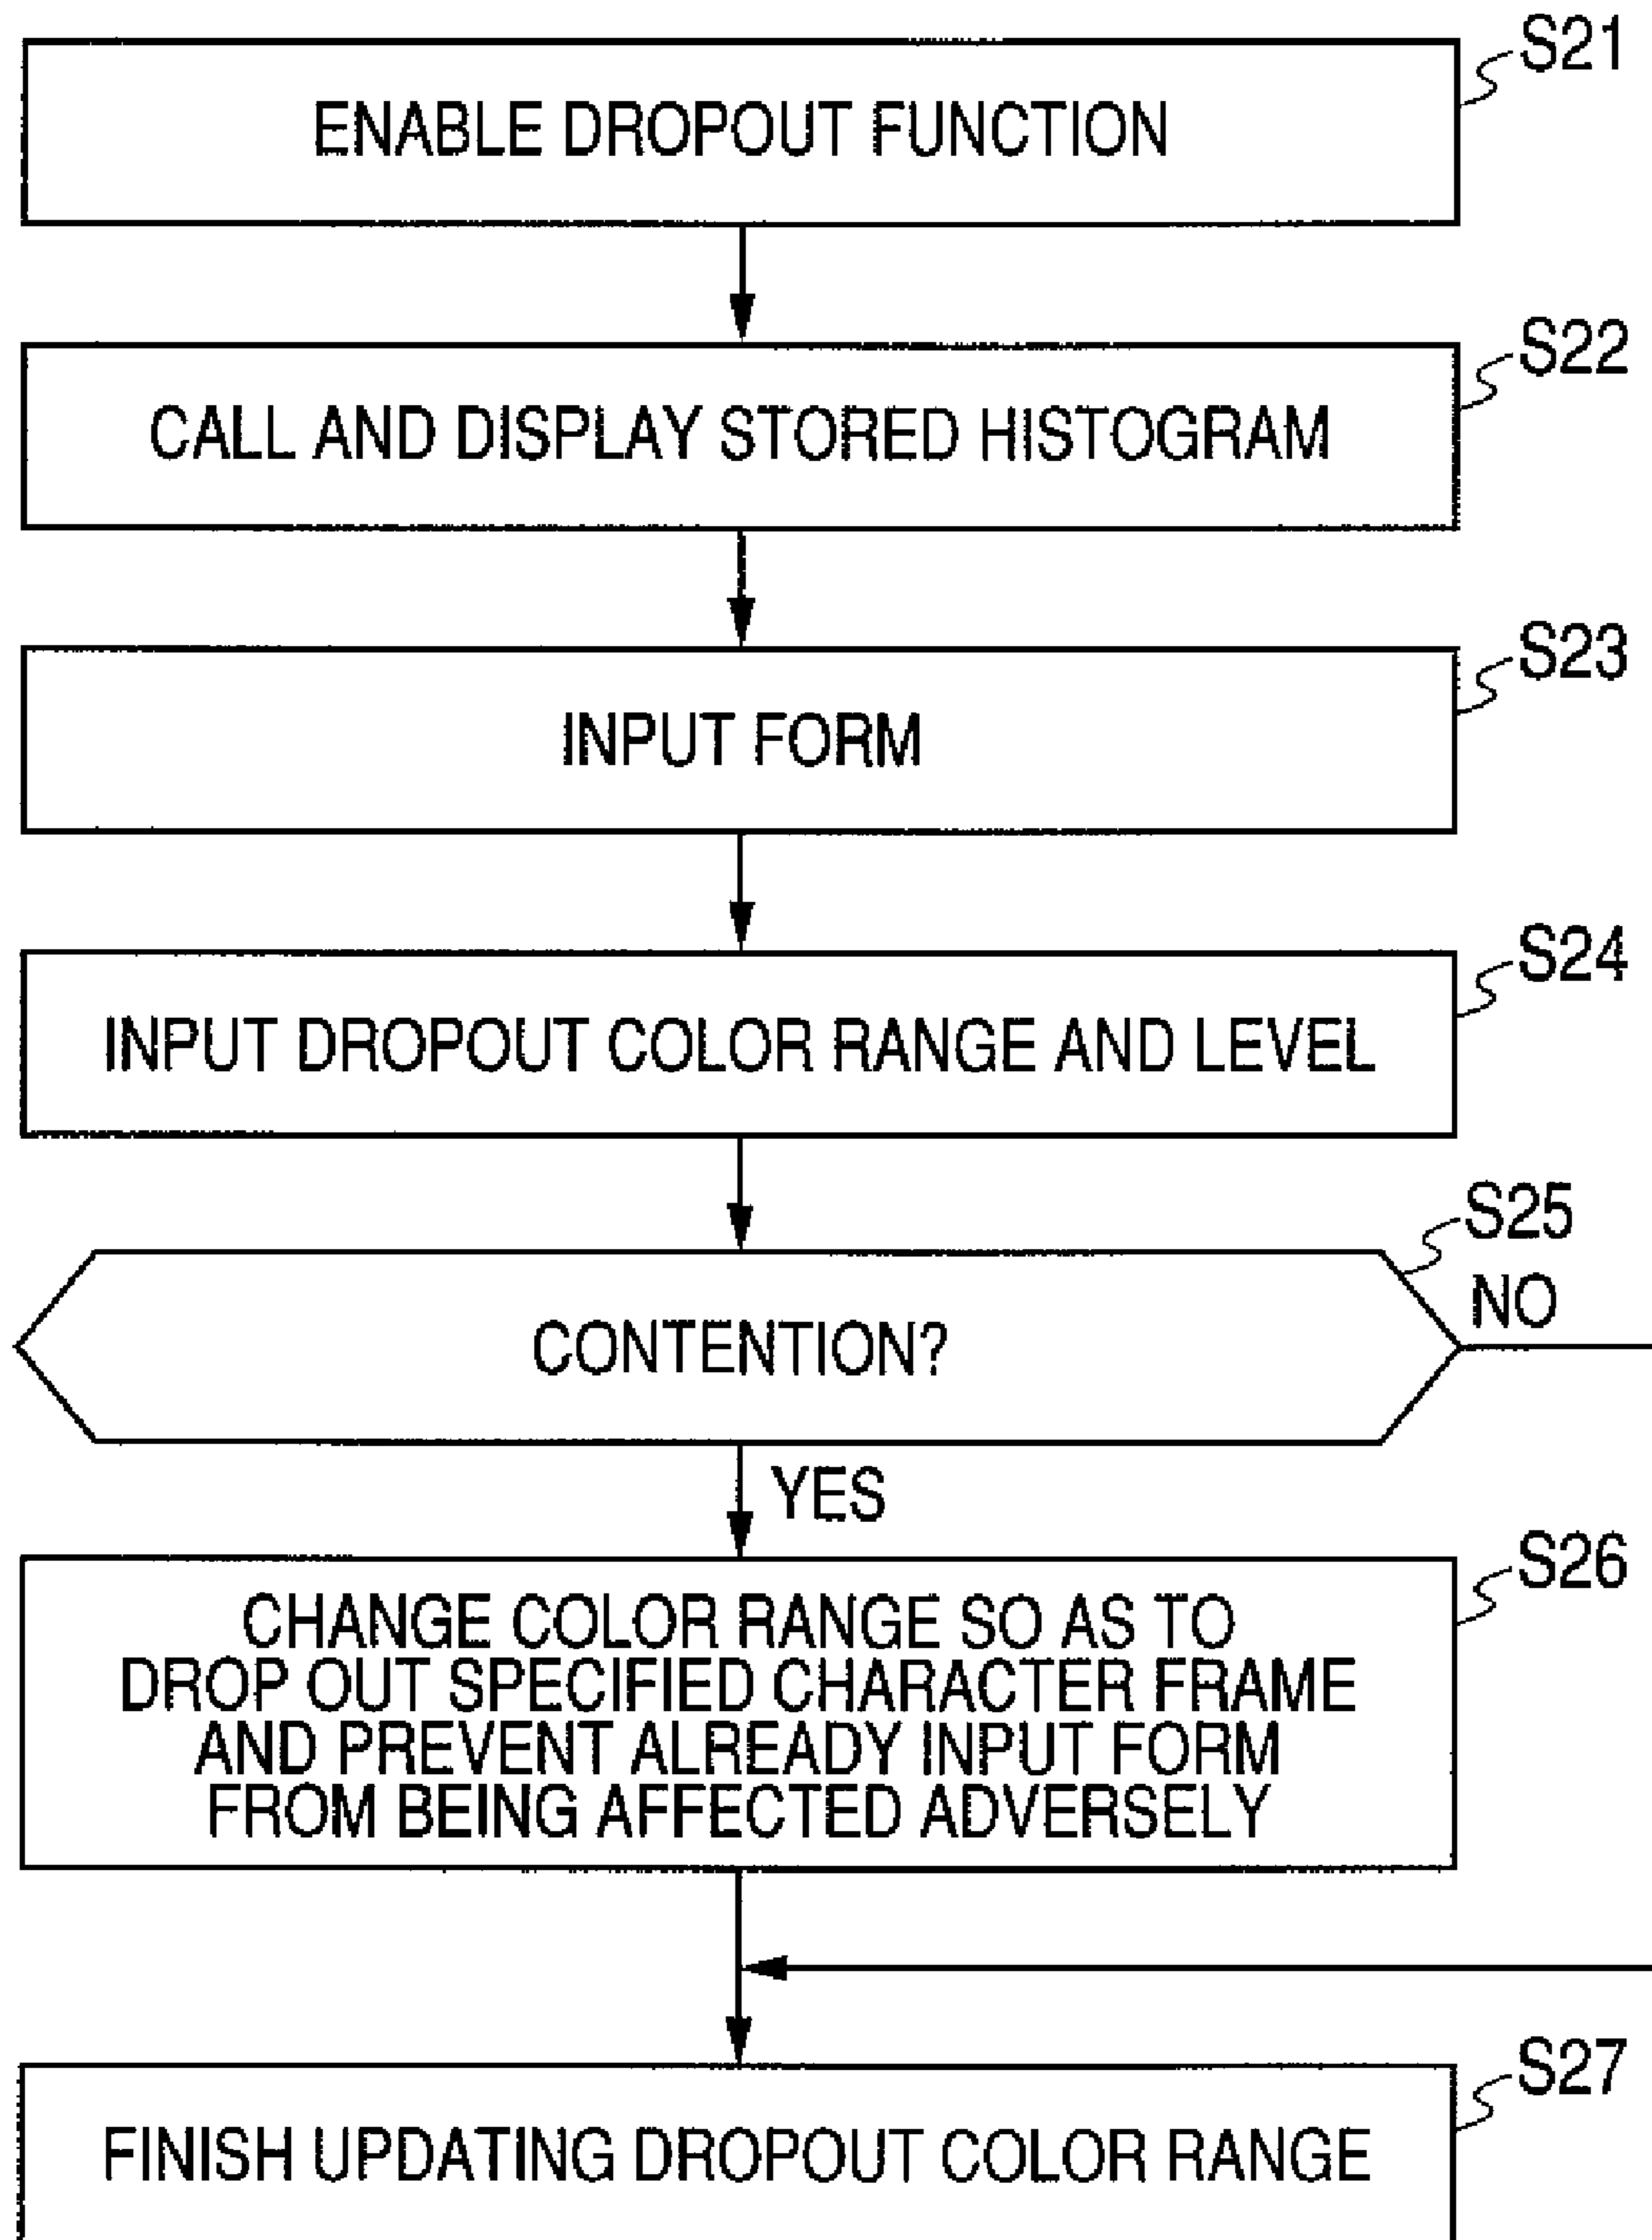 S21
ENABLE DROPOUT FUNCTION
S22
CALL AND DISPLAY STORED HISTOGRAM
S23
INPUT FORM
S24
INPUT DROPOUT COLOR RANGE AND LEVEL
S25
NO
CONTENTION?
YES
S26
CHANGE COLOR RANGE SO AS TO
DROP OUT SPECIFIED CHARACTER FRAME
AND PREVENT ALREADY INPUT FORM
FROM BEING AFFECTED ADVERSELY
S27
FINISH UPDATING DROPOUT COLOR RANGE